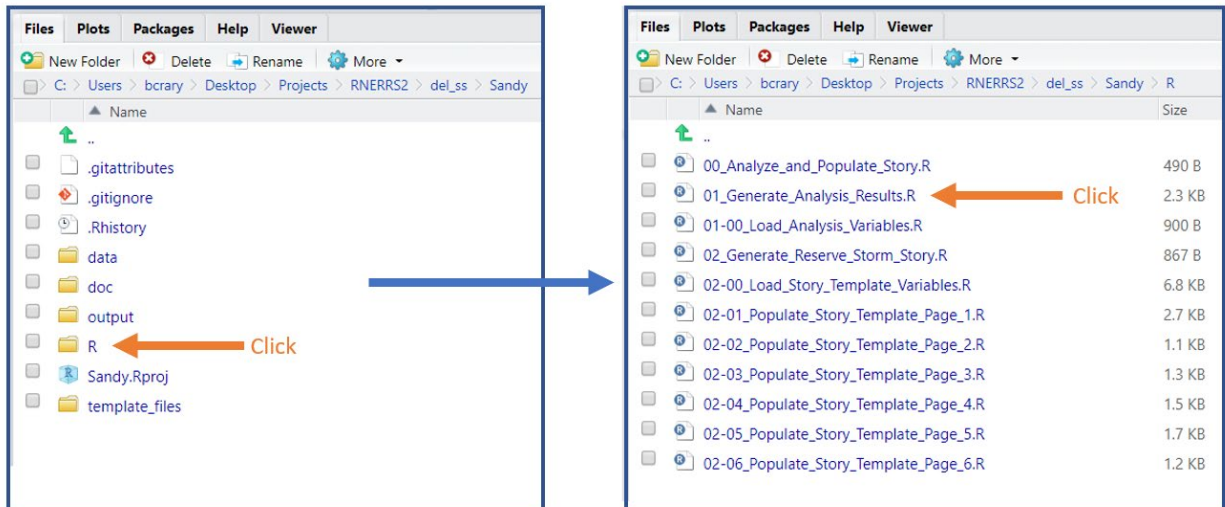 Files Plots Packages Help Viewer
New Folder Delete Rename More
C: > Users > bcrary > Desktop > Projects > RNERRS2 > del_ss > Sandy
Name
..
.gitattributes
.gitignore
.Rhistory
data
doc
output
R Click
Sandy.Rproj
template_files
Files Plots Packages Help Viewer
New Folder Delete Rename More
C: > Users > bcrary > Desktop > Projects > RNERRS2 > del_ss > Sandy > R
Name Size
..
00_Analyze_and_Populate_Story.R 490 B
01_Generate_Analysis_Results.R Click 2.3 KB
01-00_Load_Analysis_Variables.R 900 B
02_Generate_Reserve_Storm_Story.R 867 B
02-00_Load_Story_Template_Variables.R 6.8 KB
02-01_Populate_Story_Template_Page_1.R 2.7 KB
02-02_Populate_Story_Template_Page_2.R 1.1 KB
02-03_Populate_Story_Template_Page_3.R 1.3 KB
02-04_Populate_Story_Template_Page_4.R 1.5 KB
02-05_Populate_Story_Template_Page_5.R 1.7 KB
02-06_Populate_Story_Template_Page_6.R 1.2 KB